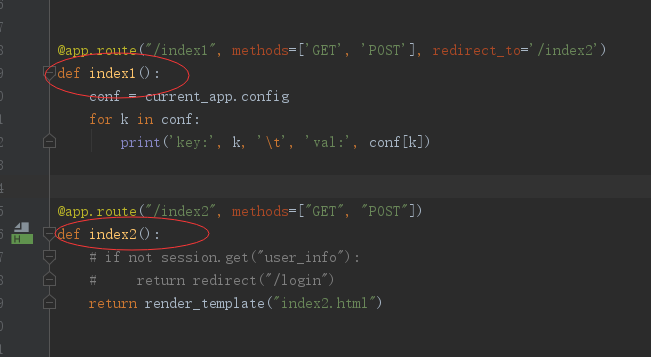 @app.route("/index1", methods=['GET', 'POST'], redirect_to='/index2')
def index1():
    conf = current_app.config
    for k in conf:
        print('key:', k, '\t', 'val:', conf[k])
@app.route("/index2", methods=["GET", "POST"])
def index2():
    # if not session.get("user_info"):
    #     return redirect("/login")
    return render_template("index2.html")